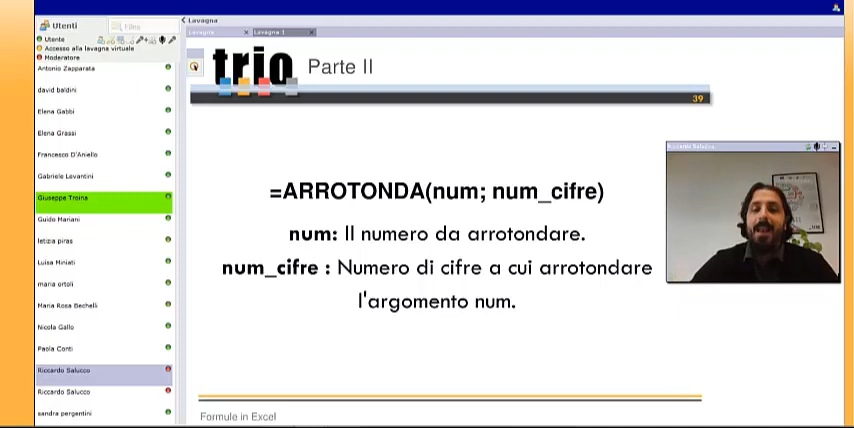 Utenti
Filtro
Utente
Accesso alla lavagna virtuale
Moderatore
Antonio Zapparata
david baldini
Elena Gabbi
Elena Grassi
Francesco D'Aniello
Gabriele Levantini
Giuseppe Troina
Guido Mariani
letizia piras
Luisa Miniati
maria ortoli
Maria Rosa Bechelli
Nicola Gallo
Paola Conti
Riccardo Salucco
Riccardo Salucco
sandra pergentini
Lavagna
Lavagna
Lavagna 1
trio
Parte II
39
=ARROTONDA(num; num_cifre)
num: Il numero da arrotondare.
num_cifre : Numero di cifre a cui arrotondare
l'argomento num.
Formule in Excel
Riccardo Salucco